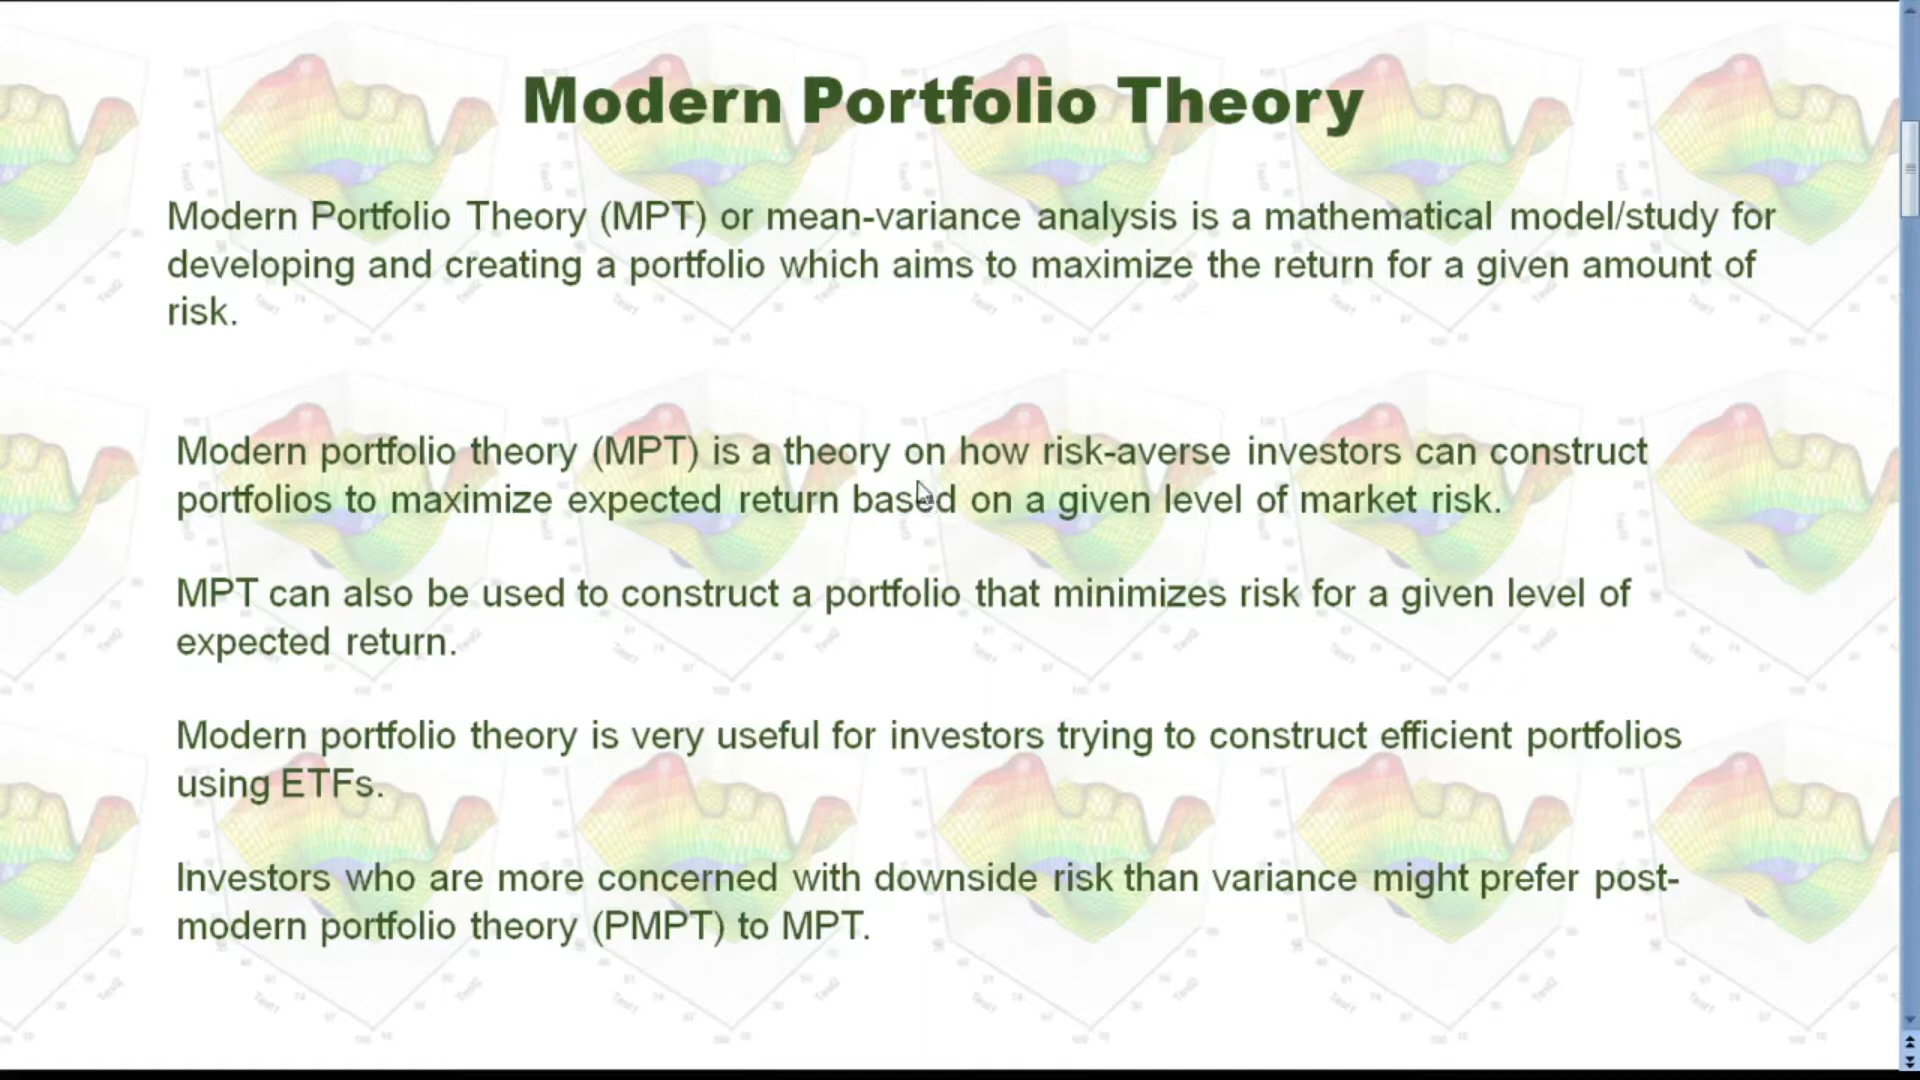 Modern Portfolio Theory
Modern Portfolio Theory (MPT) or mean-variance analysis is a mathematical model/study for
developing and creating a portfolio which aims to maximize the return for a given amount of
risk.
Modern portfolio theory (MPT) is a theory on how risk-averse investors can construct
portfolios to maximize expected return based on a given level of market risk.
MPT can also be used to construct a portfolio that minimizes risk for a given level of
expected return.
Modern portfolio theory is very useful for investors trying to construct efficient portfolios
using ETFs.
Investors who are more concerned with downside risk than variance might prefer post-
modern portfolio theory (PMPT) to MPT.